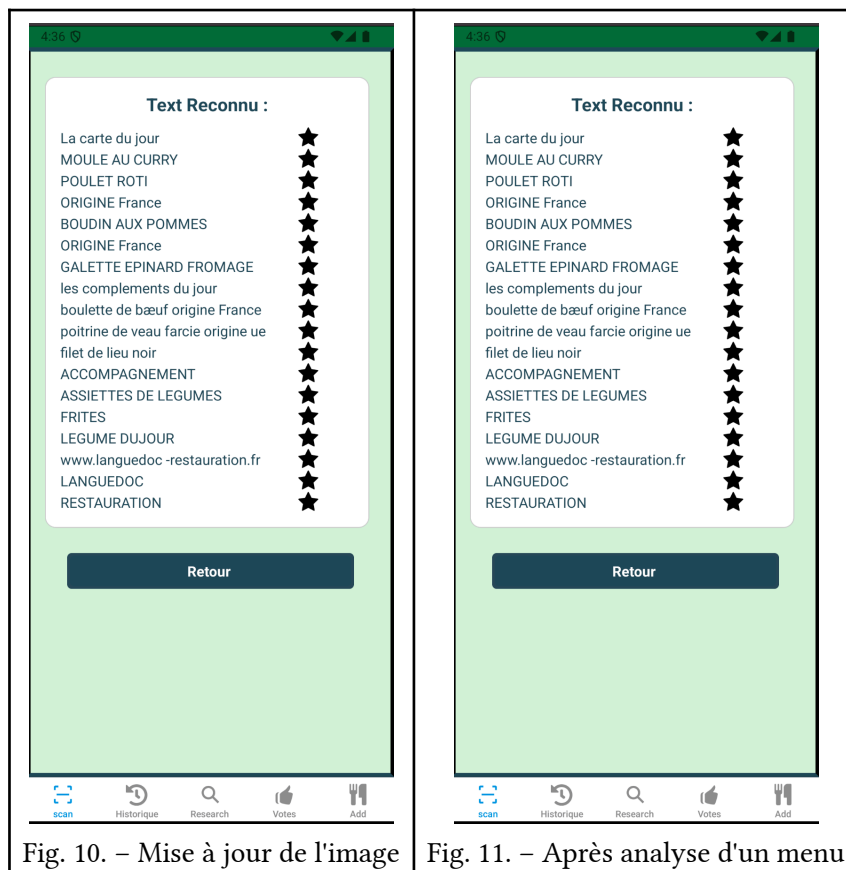 4:36
Text Reconnu :
La carte du jour
MOULE AU CURRY
POULET ROTI
ORIGINE France
BOUDIN AUX POMMES
ORIGINE France
GALETTE EPINARD FROMAGE
les complements du jour
boulette de bæuf origine France
poitrine de veau farcie origine ue
filet de lieu noir
ACCOMPAGNEMENT
ASSIETTES DE LEGUMES
FRITES
LEGUME DUJOUR
www.languedoc -restauration.fr
LANGUEDOC
RESTAURATION
Retour
scan Historique Research Votes Add
Fig. 10. – Mise à jour de l'image
4:36
Text Reconnu :
La carte du jour
MOULE AU CURRY
POULET ROTI
ORIGINE France
BOUDIN AUX POMMES
ORIGINE France
GALETTE EPINARD FROMAGE
les complements du jour
boulette de bæuf origine France
poitrine de veau farcie origine ue
filet de lieu noir
ACCOMPAGNEMENT
ASSIETTES DE LEGUMES
FRITES
LEGUME DUJOUR
www.languedoc -restauration.fr
LANGUEDOC
RESTAURATION
Retour
scan Historique Research Votes Add
Fig. 11. – Après analyse d'un menu